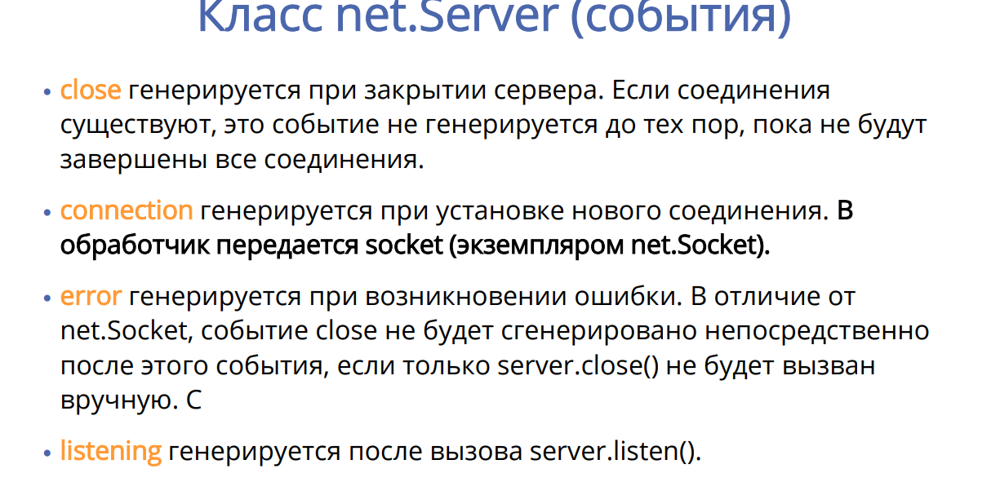 Класс net.Server (события)
• close генерируется при закрытии сервера. Если соединения
существуют, это событие не генерируется до тех пор, пока не будут
завершены все соединения.
• connection генерируется при установке нового соединения. В
обработчик передается socket (экземпляром net.Socket).
• error генерируется при возникновении ошибки. В отличие от
net.Socket, событие close не будет сгенерировано непосредственно
после этого события, если только server.close() не будет вызван
вручную. С
• listening генерируется после вызова server.listen().